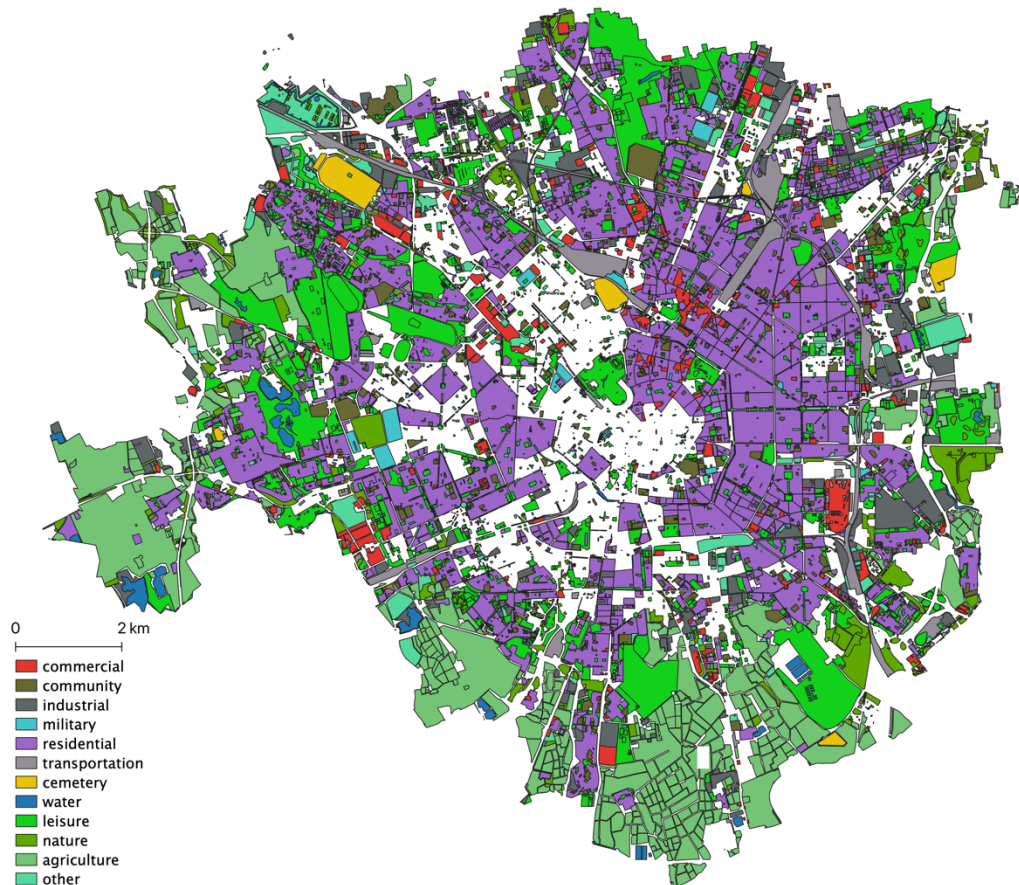 0 2 km
commercial
community
industrial
military
residential
transportation
cemetery
water
leisure
nature
agriculture
other